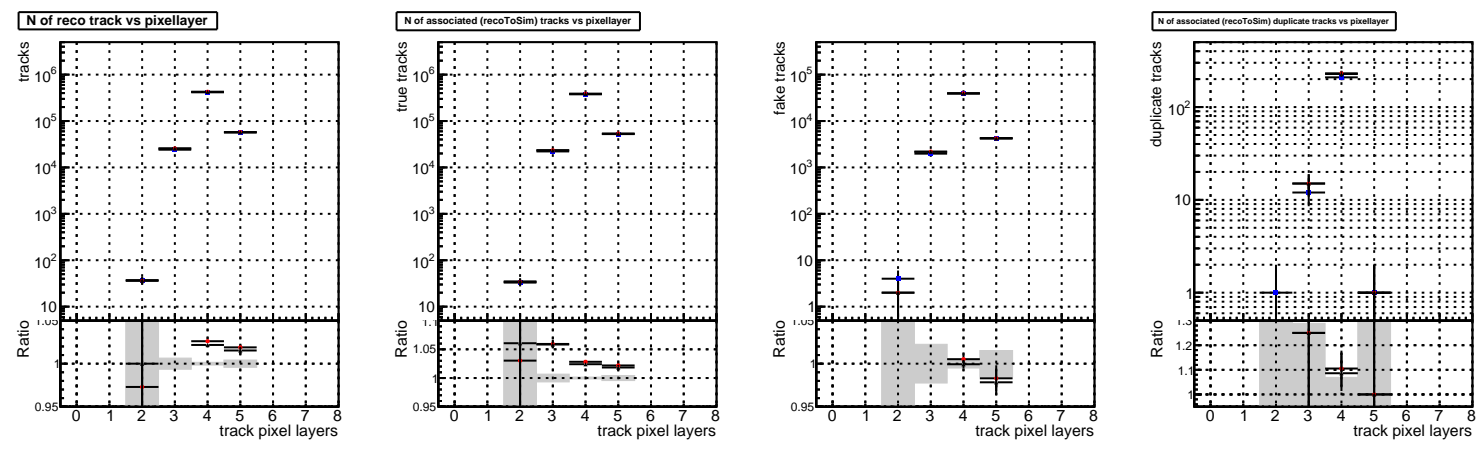 N of reco track vs pixellayer
tracks
10^6
10^5
10^4
10^3
10^2
10
Ratio
1.05
1
0.95
0 1 2 3 4 5 6 7 8
track pixel layers
N of associated (recoToSim) tracks vs pixellayer
true tracks
10^6
10^5
10^4
10^3
10^2
10
Ratio
1.1
1.05
1
0.95
0 1 2 3 4 5 6 7 8
track pixel layers
fake tracks
10^5
10^4
10^3
10^2
10
1
Ratio
1.05
1
0.95
0 1 2 3 4 5 6 7 8
track pixel layers
N of associated (recoToSim) duplicate tracks vs pixellayer
duplicate tracks
10^2
10
1
Ratio
1.3
1.2
1.1
1
0 1 2 3 4 5 6 7 8
track pixel layers